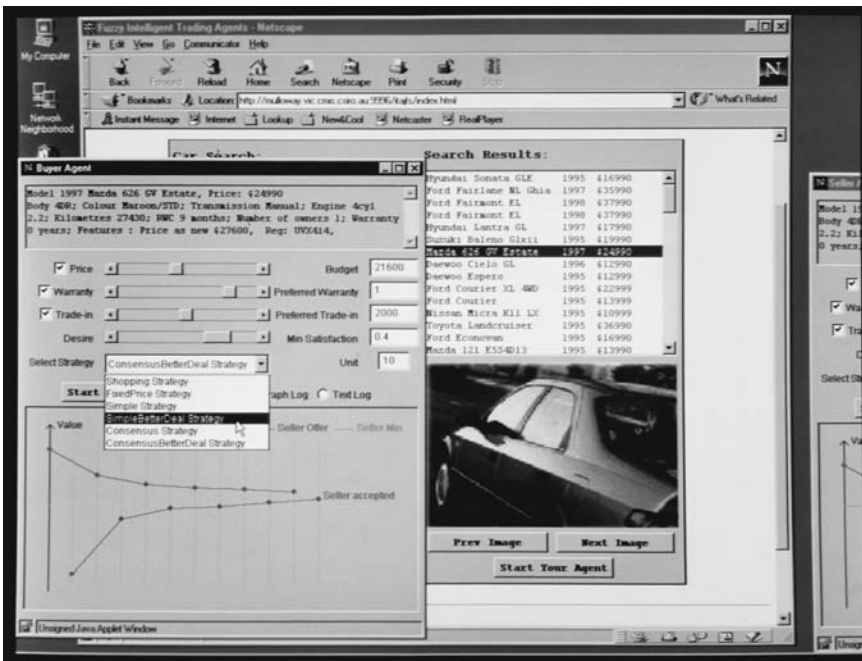 My Computer
Network
Neighborhood
Fuzzy Intelligent Trading Agents - Netscape
File Edit View Go Communicator Help
Back Forward Reload Home Search Netscape Print Security Stop
Bookmarks Location: http://mulloway.vic.cmis.csiro.au:9996/itajts/index.html What's Related
Instant Message Internet Lookup New&Cool Netcaster RealPlayer
Car Search:
Search Results:
Hyundai Sonata GLE 1995 $16990
Ford Fairlane NL Ghia 1997 $35990
Ford Fairmont EL 1998 $37990
Ford Fairmont EL 1998 $37990
Hyundai Lantra GL 1997 $17990
Suzuki Baleno Glxii 1995 $19990
Mazda 626 GV Estate 1997 $24990
Daewoo Cielo GL 1996 $12990
Daewoo Espero 1995 $12999
Ford Courier XL 4WD 1995 $22999
Ford Courier 1995 $13999
Nissan Micra K11 LX 1995 $10999
Toyota Landcruiser 1995 $36990
Ford Econovan 1995 $16990
Mazda 121 ESS4D13 1995 $13990
Prev Image Next Image
Start Your Agent
Buyer Agent
Model 1997 Mazda 626 GV Estate, Price: $24990
Body 4DR; Colour Maroon/STD; Transmission Manual; Engine 4cyl
2.2; Kilometres 27430; RWC 9 months; Number of owners 1; Warranty
0 years; Features : Price as new $27600, Reg: UVX414,
Price Budget 21600
Warranty Preferred Warranty 1
Trade-in Preferred Trade-in 2000
Desire Min Satisfaction 0.4
Select Strategy ConsensusBetterDeal Strategy Unit 10
Shopping Strategy
FixedPrice Strategy
Simple Strategy
SimpleBetterDeal Strategy
Consensus Strategy
ConsensusBetterDeal Strategy
Start raph Log Text Log
Value Seller Offer Seller Min
Seller accepted
Unsigned Java Applet Window
Seller
Model 1
Body 4D
2.2; Kil
0 years;
Wa
Tra
D
Select St
Va
Unsig